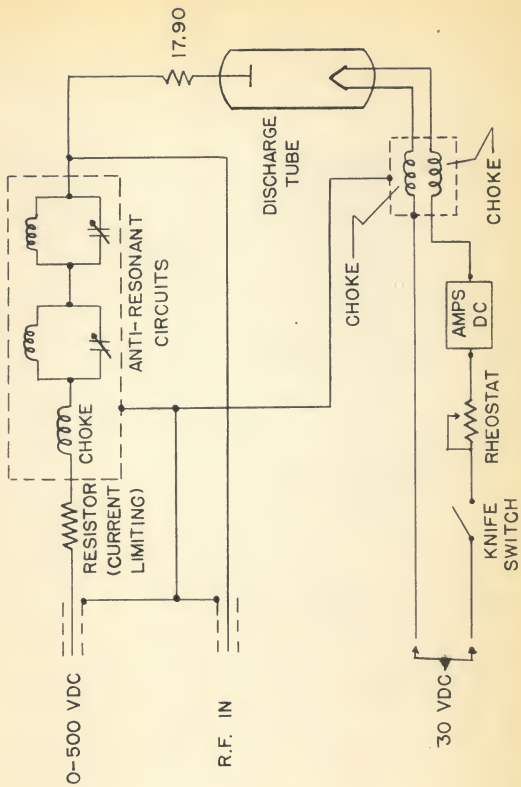 0-500 VDC
RESISTOR
(CURRENT
LIMITING)
CHOKE
ANTI-RESONANT
CIRCUITS
17.90
DISCHARGE
TUBE
R.F. IN
CHOKE
CHOKE
AMPS
DC
RHEOSTAT
KNIFE
SWITCH
30 VDC